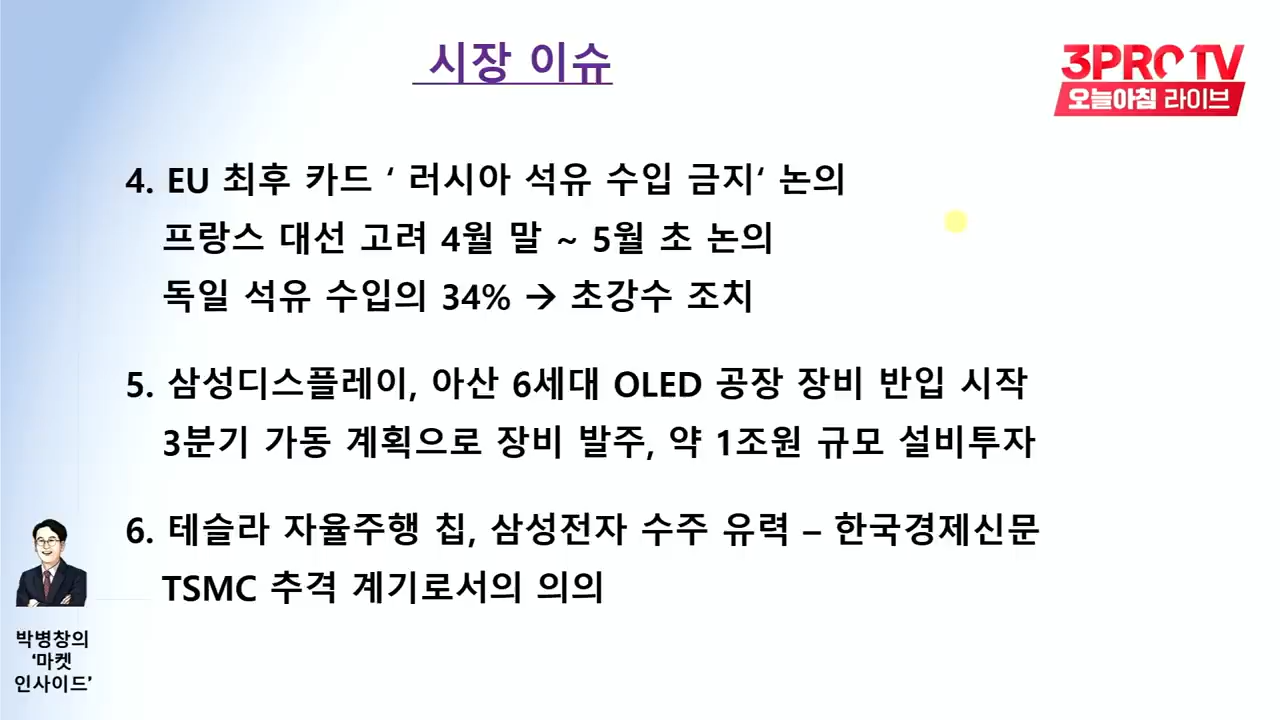 시장 이슈
3PRO TV
오늘아침 라이브
4. EU 최후 카드 ‘ 러시아 석유 수입 금지‘ 논의
프랑스 대선 고려 4월 말 ~ 5월 초 논의
독일 석유 수입의 34% → 초강수 조치
5. 삼성디스플레이, 아산 6세대 OLED 공장 장비 반입 시작
3분기 가동 계획으로 장비 발주, 약 1조원 규모 설비투자
6. 테슬라 자율주행 칩, 삼성전자 수주 유력 – 한국경제신문
TSMC 추격 계기로서의 의의
박병창의
‘마켓
인사이드’